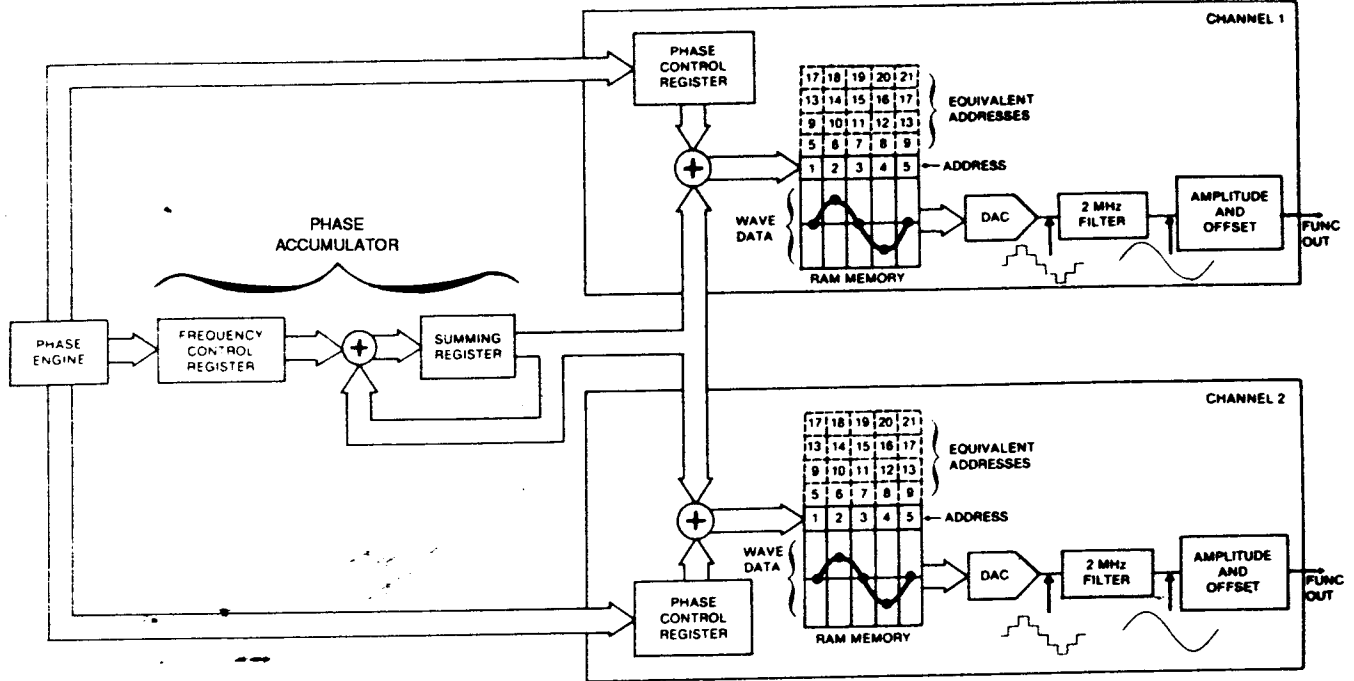 CHANNEL 1
PHASE
CONTROL
REGISTER
17 18 19 20 21
13 14 15 16 17
9 10 11 12 13
5 6 7 8 9
EQUIVALENT
ADDRESSES
1 2 3 4 5
ADDRESS
WAVE
DATA
RAM MEMORY
DAC
2 MHz
FILTER
AMPLITUDE
AND
OFFSET
FUNC
OUT
PHASE
ACCUMULATOR
PHASE
ENGINE
FREQUENCY
CONTROL
REGISTER
+
SUMMING
REGISTER
+
CHANNEL 2
17 18 19 20 21
13 14 15 16 17
9 10 11 12 13
5 6 7 8 9
EQUIVALENT
ADDRESSES
+
1 2 3 4 5
ADDRESS
WAVE
DATA
RAM MEMORY
PHASE
CONTROL
REGISTER
DAC
2 MHz
FILTER
AMPLITUDE
AND
OFFSET
FUNC
OUT